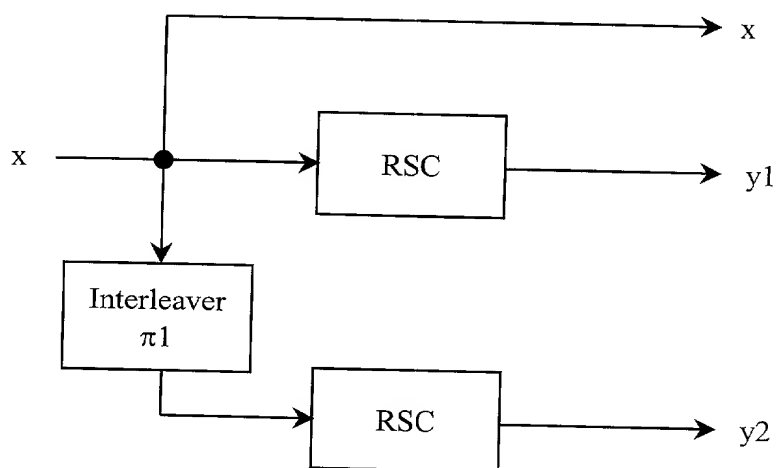 x
x
RSC
y1
Interleaver
π1
RSC
y2